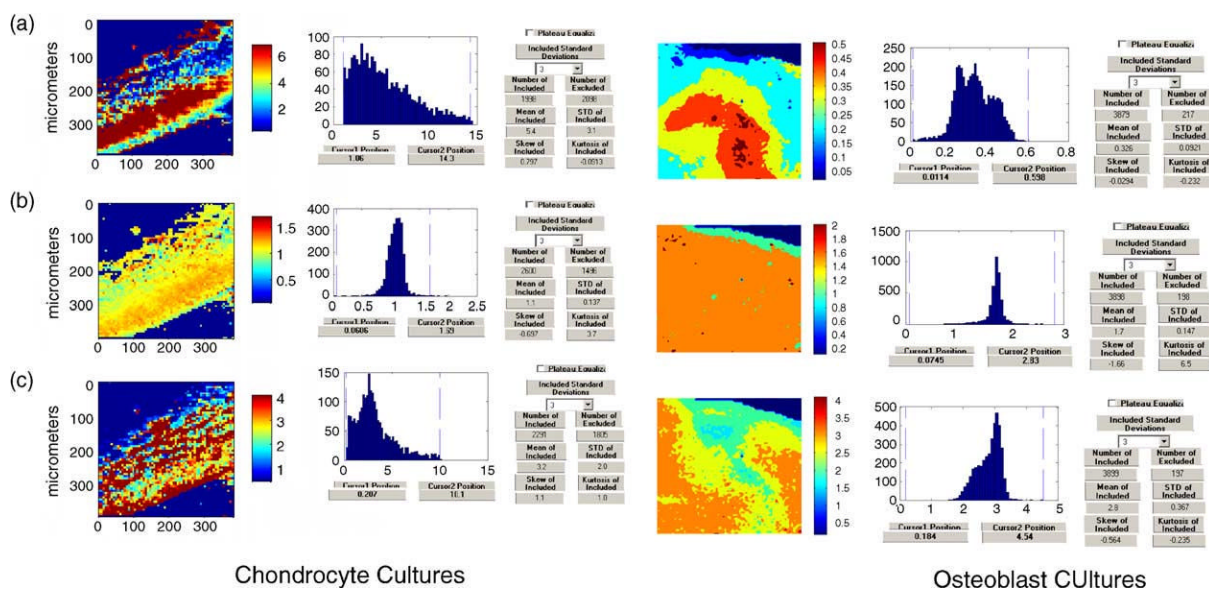 (a)
micrometers
0
100
200
300
0 100 200 300
6
4
2
100
80
60
40
20
0
0 5 10 15
Cursor1 Position Cursor2 Position
1.06 14.3
Plateau Equaliz
Included Standard
Deviations
3
Number of Included Number of Excluded
1998 2098
Mean of Included STD of Included
5.4 3.1
Skew of Included Kurtosis of Included
0.797 -0.0913
0.5
0.45
0.4
0.35
0.3
0.25
0.2
0.15
0.1
0.05
250
200
150
100
50
0
0 0.2 0.4 0.6 0.8
Cursor1 Position Cursor2 Position
0.0114 0.598
Plateau Equaliz
Included Standard
Deviations
3
Number of Included Number of Excluded
3879 217
Mean of Included STD of Included
0.326 0.0921
Skew of Included Kurtosis of Included
-0.0294 -0.232
(b)
micrometers
0
100
200
300
0 100 200 300
1.5
1
0.5
400
300
200
100
0
0 0.5 1 1.5 2 2.5
Cursor1 Position Cursor2 Position
0.0606 1.69
Plateau Equaliz
Included Standard
Deviations
3
Number of Included Number of Excluded
2600 1496
Mean of Included STD of Included
1.1 0.137
Skew of Included Kurtosis of Included
-0.697 3.7
2
1.8
1.6
1.4
1.2
1
0.8
0.6
0.4
0.2
1500
1000
500
0
0 1 2 3
Cursor1 Position Cursor2 Position
0.0745 2.83
Plateau Equaliz
Included Standard
Deviations
3
Number of Included Number of Excluded
3898 198
Mean of Included STD of Included
1.7 0.147
Skew of Included Kurtosis of Included
-1.66 6.5
(c)
micrometers
0
100
200
300
0 100 200 300
4
3
2
1
150
100
50
0
0 5 10 15
Cursor1 Position Cursor2 Position
0.207 10.1
Plateau Equaliz
Included Standard
Deviations
3
Number of Included Number of Excluded
2291 1805
Mean of Included STD of Included
3.2 2.0
Skew of Included Kurtosis of Included
1.1 1.0
4
3.5
3
2.5
2
1.5
1
0.5
500
400
300
200
100
0
0 1 2 3 4 5
Cursor1 Position Cursor2 Position
0.184 4.54
Plateau Equaliz
Included Standard
Deviations
3
Number of Included Number of Excluded
3899 197
Mean of Included STD of Included
2.8 0.367
Skew of Included Kurtosis of Included
-0.564 -0.235
Chondrocyte Cultures
Osteoblast CUltures